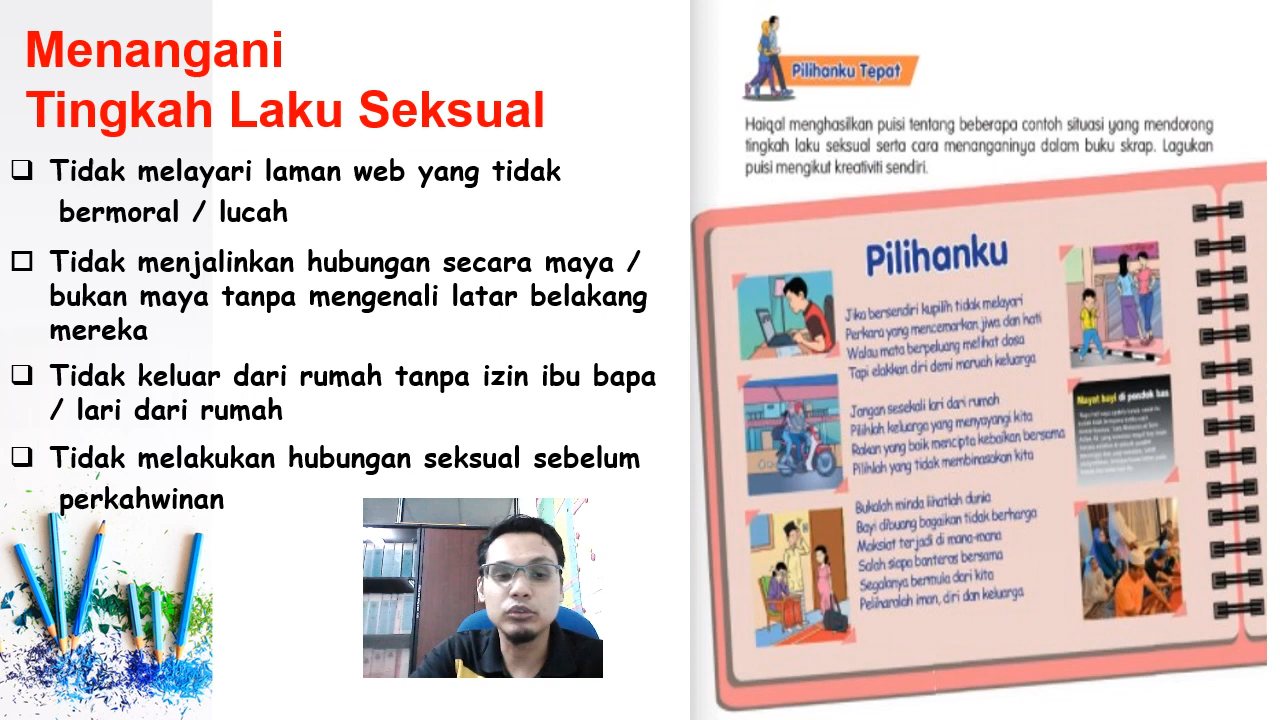 Menangani
Tingkah Laku Seksual
Tidak melayari laman web yang tidak
bermoral / lucah
Tidak menjalinkan hubungan secara maya /
bukan maya tanpa mengenali latar belakang
mereka
Tidak keluar dari rumah tanpa izin ibu bapa
/ lari dari rumah
Tidak melakukan hubungan seksual sebelum
perkahwinan
Pilihanku Tepat
Haiqal menghasilkan puisi tentang beberapa contoh situasi yang mendorong
tingkah laku seksual serta cara menanganinya dalam buku skrap. Lagukan
puisi mengikut kreativiti sendiri.
Pilihanku
Jika bersendiri kupilih tidak melayari
Perkara yang mencemarkan jiwa dan hati
Walau mata berpeluang melihat dosa
Tapi elakkan diri demi maruah keluarga
Jangan sesekali lari dari rumah
Pilihlah keluarga yang menyayangi kita
Rakan yang baik mencipta kebaikan bersama
Pilihlah yang tidak membinasakan kita
Bukalah minda lihatlah dunia
Bayi dibuang bagaikan tidak berharga
Maksiat terjadi di mana-mana
Salah siapa banteras bersama
Segalanya bermula dari kita
Peliharalah iman, diri dan keluarga
Mayat bayi di pondok bas